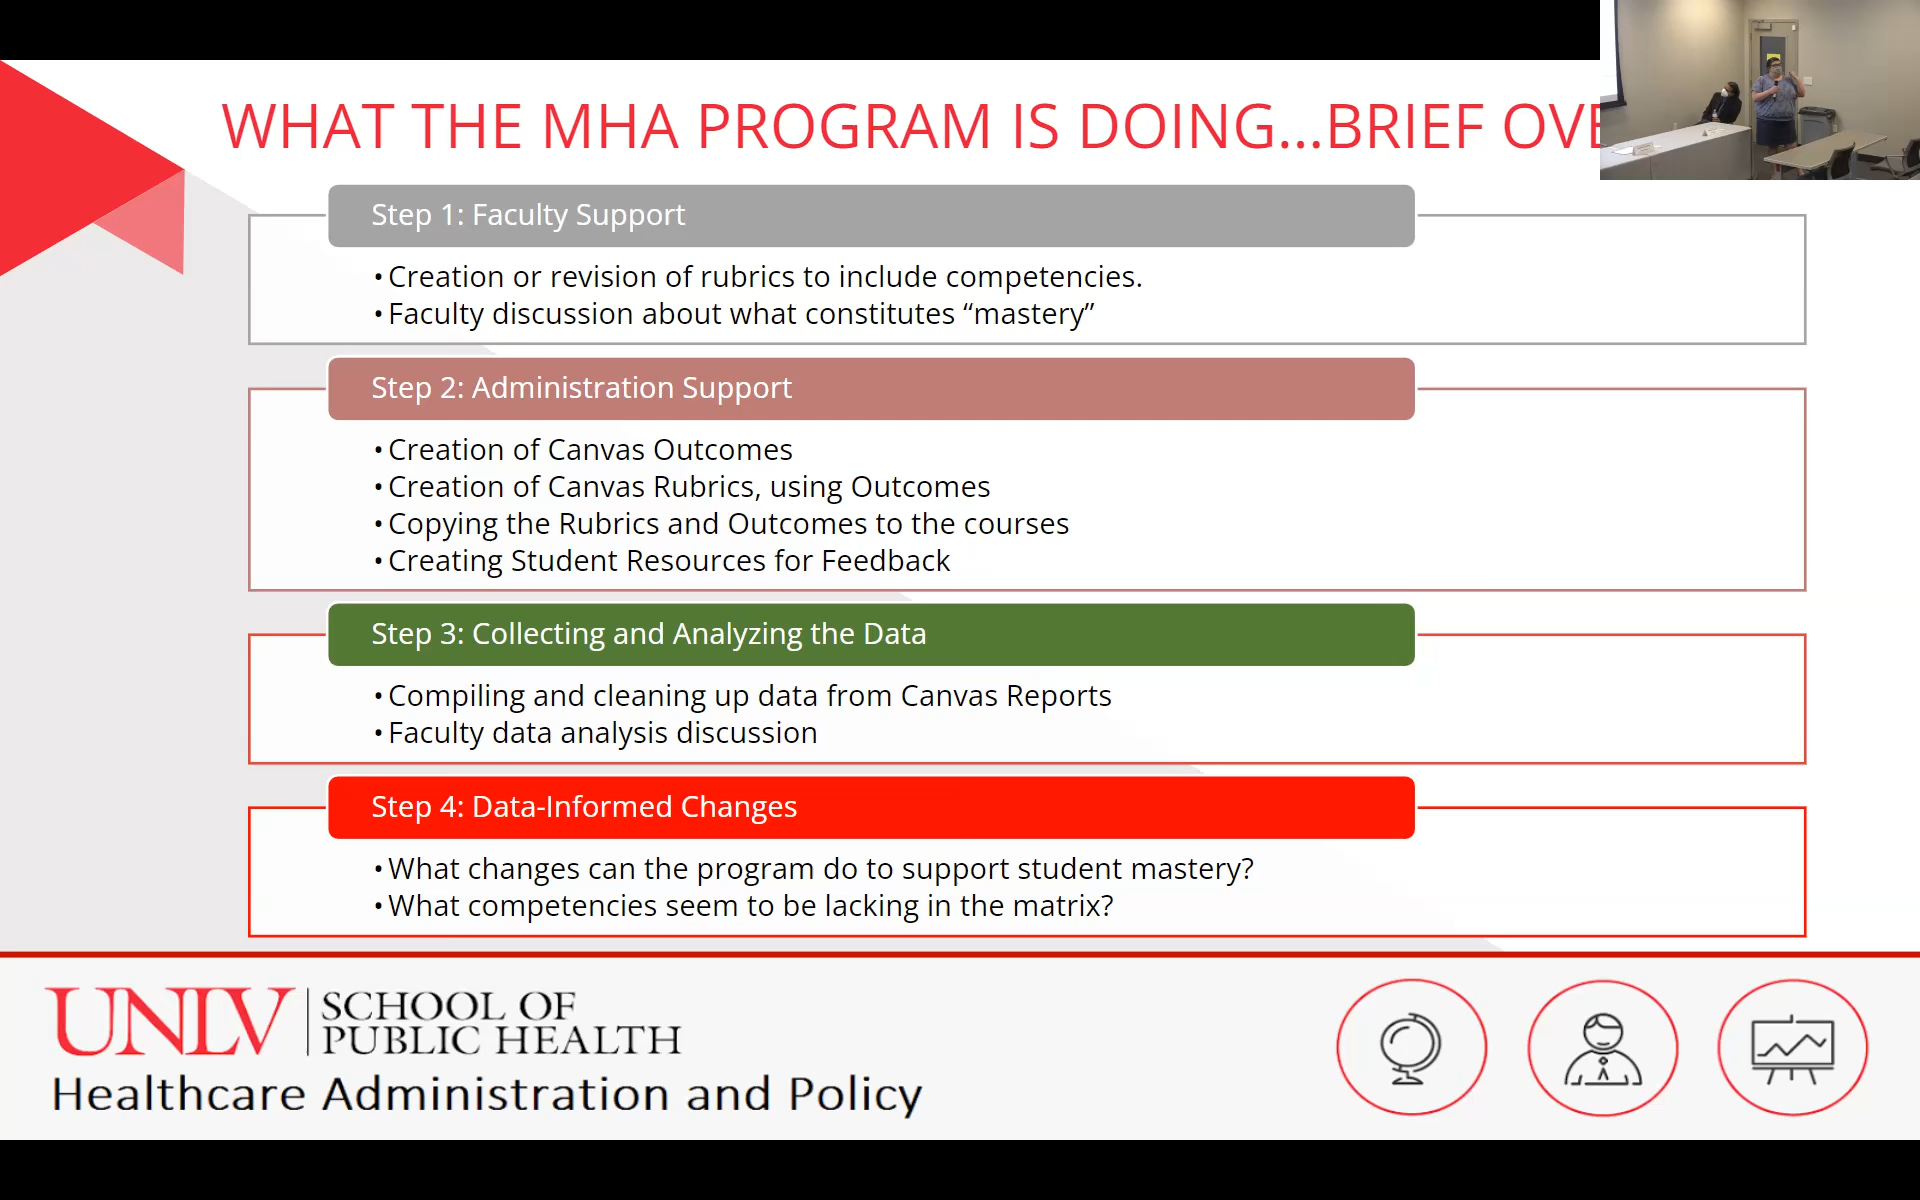 WHAT THE MHA PROGRAM IS DOING...BRIEF OVE
Step 1: Faculty Support
•Creation or revision of rubrics to include competencies.
•Faculty discussion about what constitutes “mastery”
Step 2: Administration Support
•Creation of Canvas Outcomes
•Creation of Canvas Rubrics, using Outcomes
•Copying the Rubrics and Outcomes to the courses
•Creating Student Resources for Feedback
Step 3: Collecting and Analyzing the Data
•Compiling and cleaning up data from Canvas Reports
•Faculty data analysis discussion
Step 4: Data-Informed Changes
•What changes can the program do to support student mastery?
•What competencies seem to be lacking in the matrix?
UNLV SCHOOL OF
PUBLIC HEALTH
Healthcare Administration and Policy